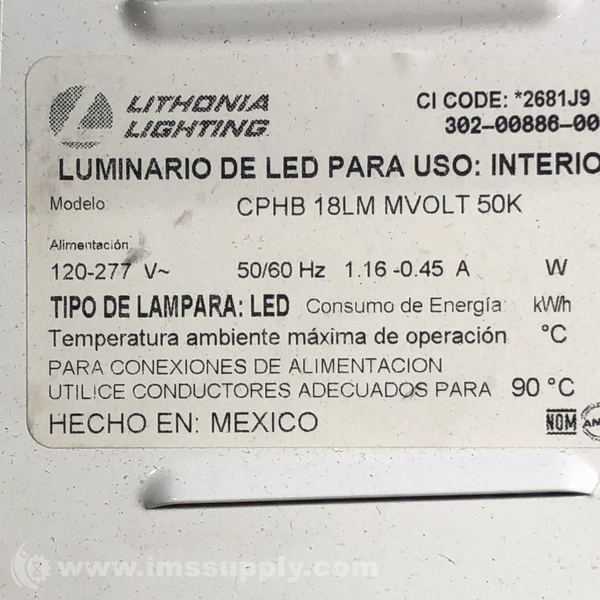 LITHONIA
LIGHTING
CI CODE: *2681J9
302-00886-00
LUMINARIO DE LED PARA USO: INTERIO
Modelo: CPHB 18LM MVOLT 50K
Alimentación
120-277 V~ 50/60 Hz 1.16 -0.45 A W
TIPO DE LAMPARA: LED Consumo de Energía: kW/h
Temperatura ambiente máxima de operación °C
PARA CONEXIONES DE ALIMENTACION
UTILICE CONDUCTORES ADECUADOS PARA 90 °C
HECHO EN: MEXICO
NOM AN
www.imssupply.com